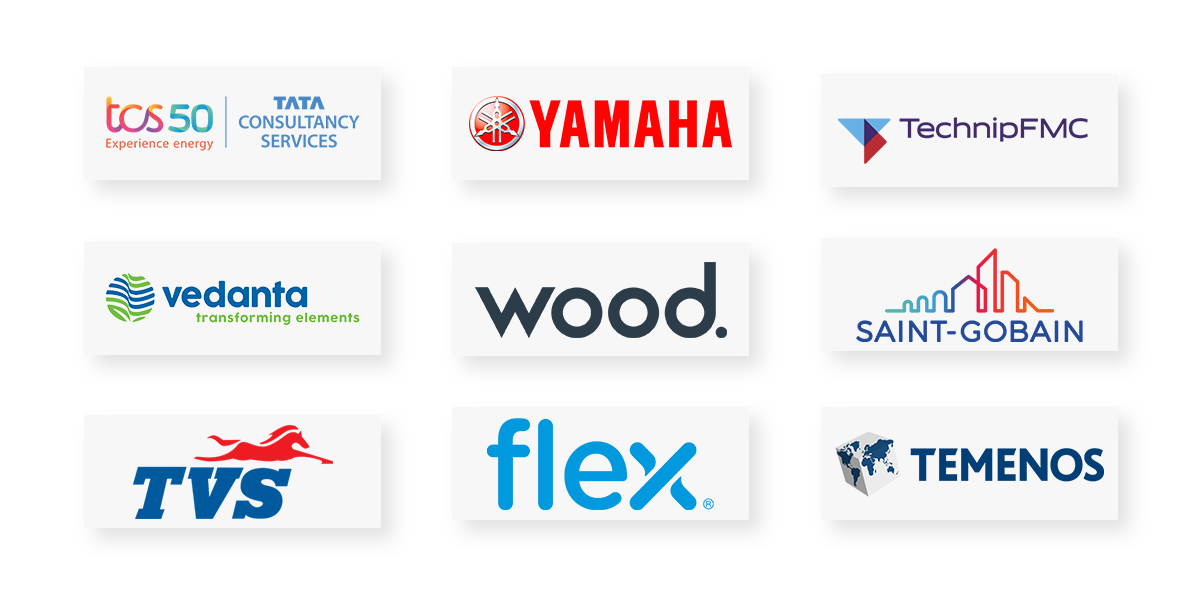 tcs 50
Experience energy
TATA
CONSULTANCY
SERVICES
YAMAHA
TechnipFMC
vedanta
transforming elements
wood.
SAINT-GOBAIN
TVS
flex®
TEMENOS